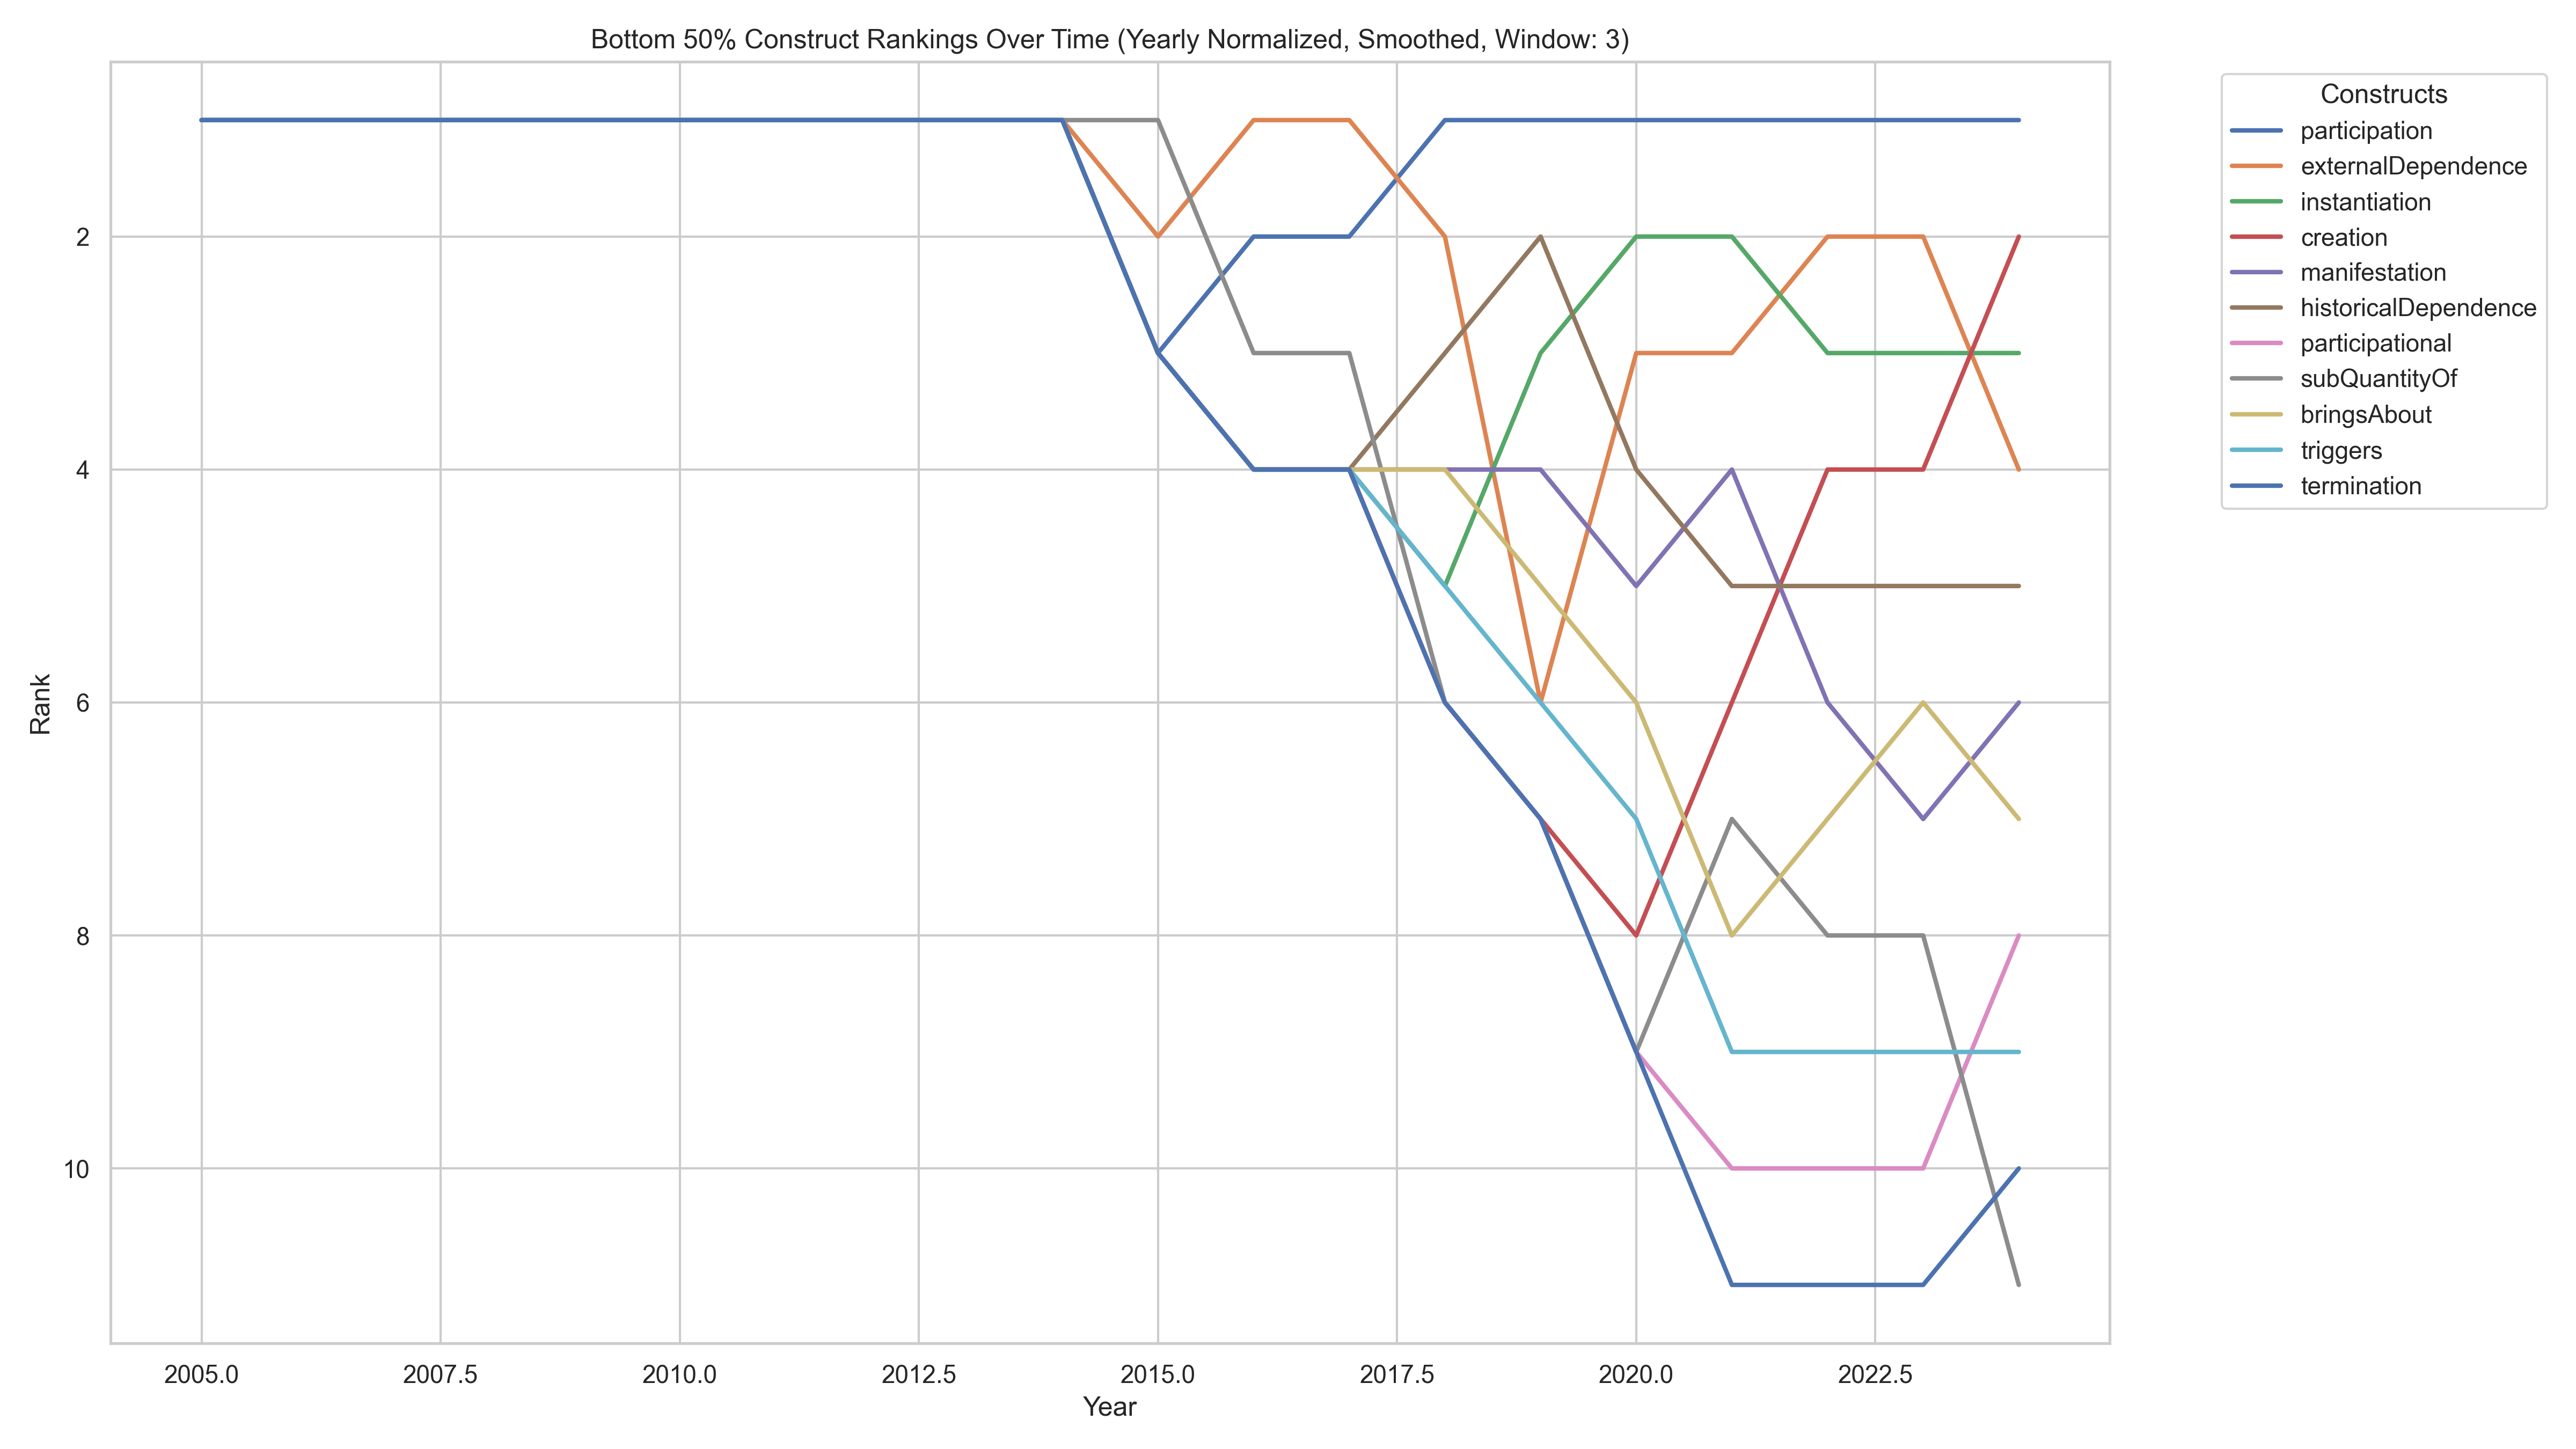 Bottom 50% Construct Rankings Over Time (Yearly Normalized, Smoothed, Window: 3)
Constructs
participation
externalDependence
instantiation
creation
manifestation
historicalDependence
participational
subQuantityOf
bringsAbout
triggers
termination
Rank
2
4
6
8
10
2005.0 2007.5 2010.0 2012.5 2015.0 2017.5 2020.0 2022.5
Year